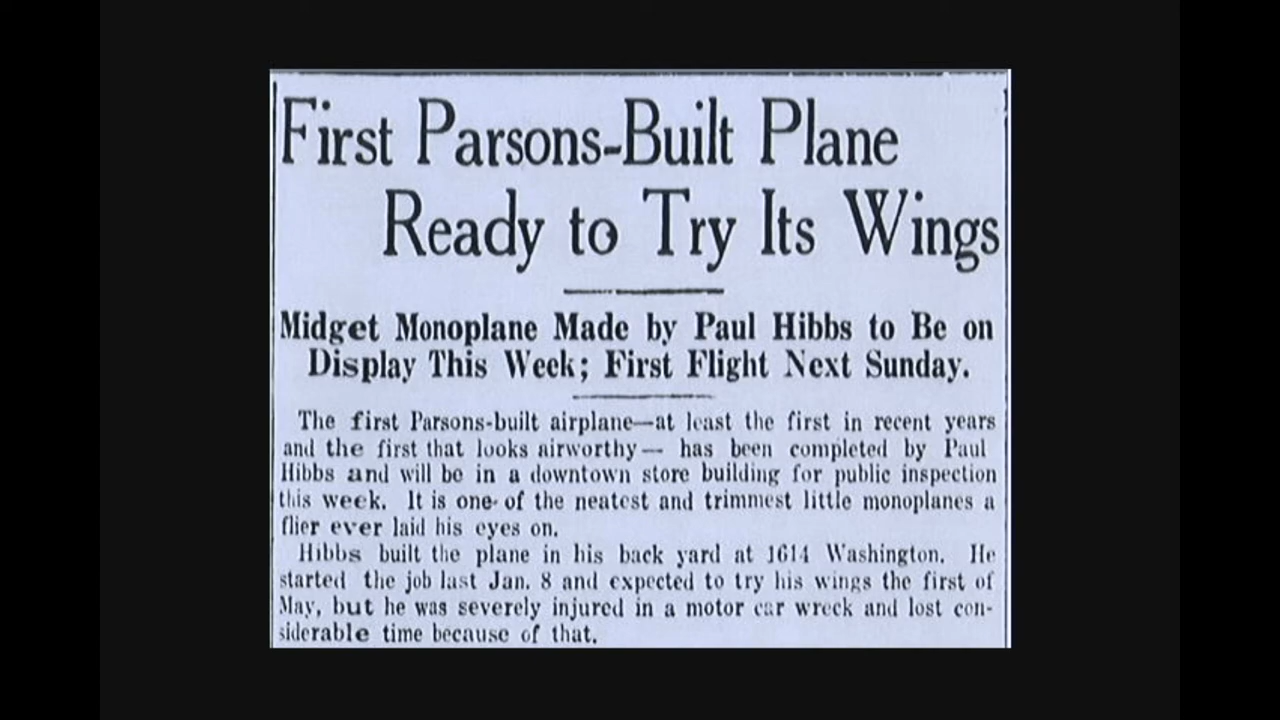 First Parsons-Built Plane
Ready to Try Its Wings
Midget Monoplane Made by Paul Hibbs to Be on
Display This Week; First Flight Next Sunday.
The first Parsons-built airplane—at least the first in recent years
and the first that looks airworthy— has been completed by Paul
Hibbs and will be in a downtown store building for public inspection
this week. It is one of the neatest and trimmest little monoplanes a
flier ever laid his eyes on.
Hibbs built the plane in his back yard at 1614 Washington. He
started the job last Jan. 8 and expected to try his wings the first of
May, but he was severely injured in a motor car wreck and lost con-
siderable time because of that.